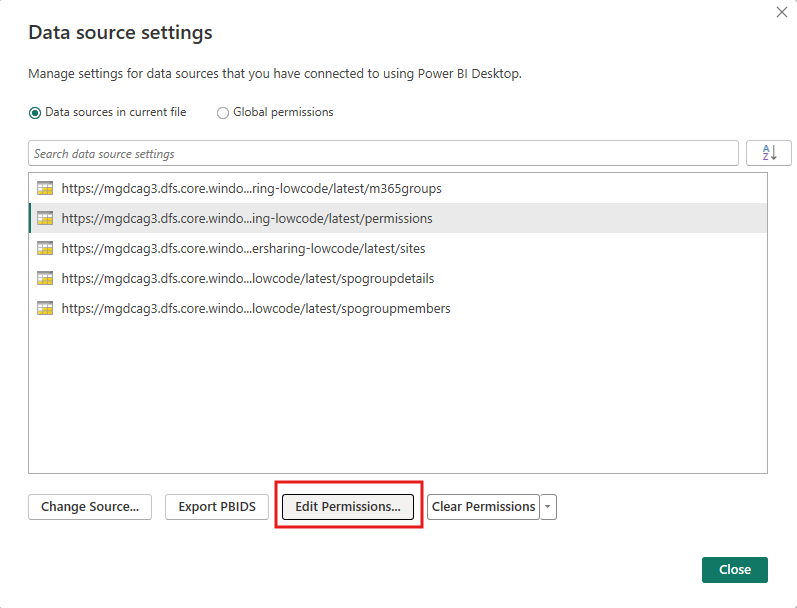 Data source settings
Manage settings for data sources that you have connected to using Power BI Desktop.
Data sources in current file Global permissions
Search data source settings
A
Z
https://mgdcag3.dfs.core.windo...ring-lowcode/latest/m365groups
https://mgdcag3.dfs.core.windo...ing-lowcode/latest/permissions
https://mgdcag3.dfs.core.windo...ersharing-lowcode/latest/sites
https://mgdcag3.dfs.core.windo...lowcode/latest/spogroupdetails
https://mgdcag3.dfs.core.windo...lowcode/latest/spogroupmembers
Change Source... Export PBIDS Edit Permissions... Clear Permissions
Close